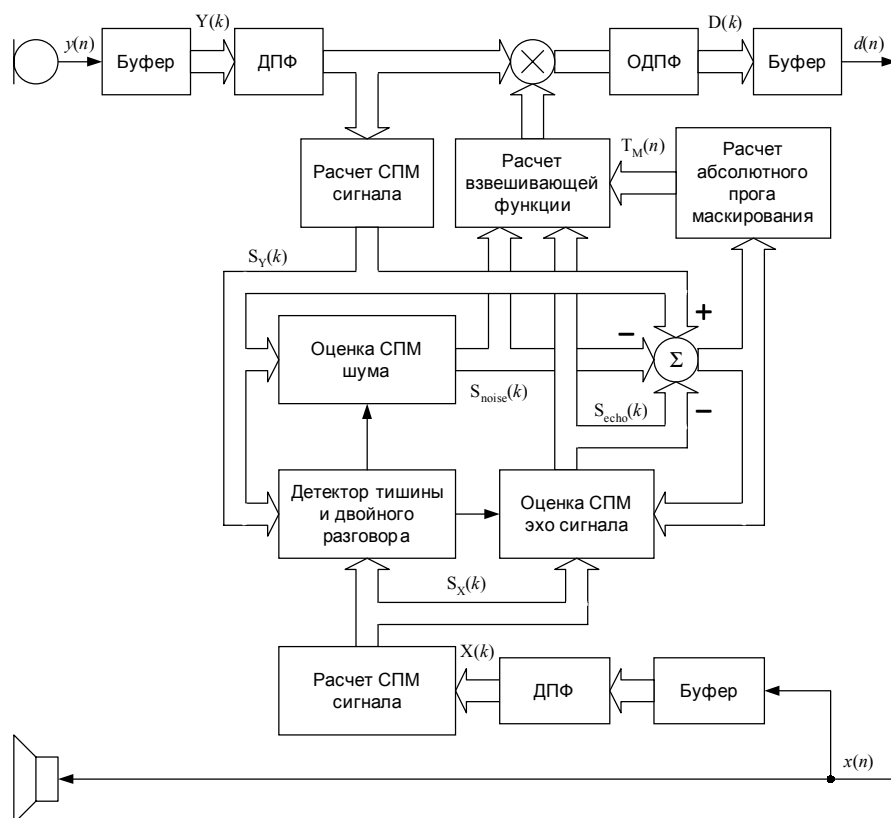 y(n)
Y(k)
D(k)
d(n)
Буфер
ДПФ
ОДПФ
Буфер
Расчет СПМ
сигнала
Расчет
взвешивающей
функции
T_M(n)
Расчет
абсолютного
прога
маскирования
S_Y(k)
+
Оценка СПМ
шума
–
Σ
S_noise(k)
S_echo(k)
–
Детектор тишины
и двойного
разговора
Оценка СПМ
эхо сигнала
S_X(k)
X(k)
Расчет СПМ
сигнала
ДПФ
Буфер
x(n)